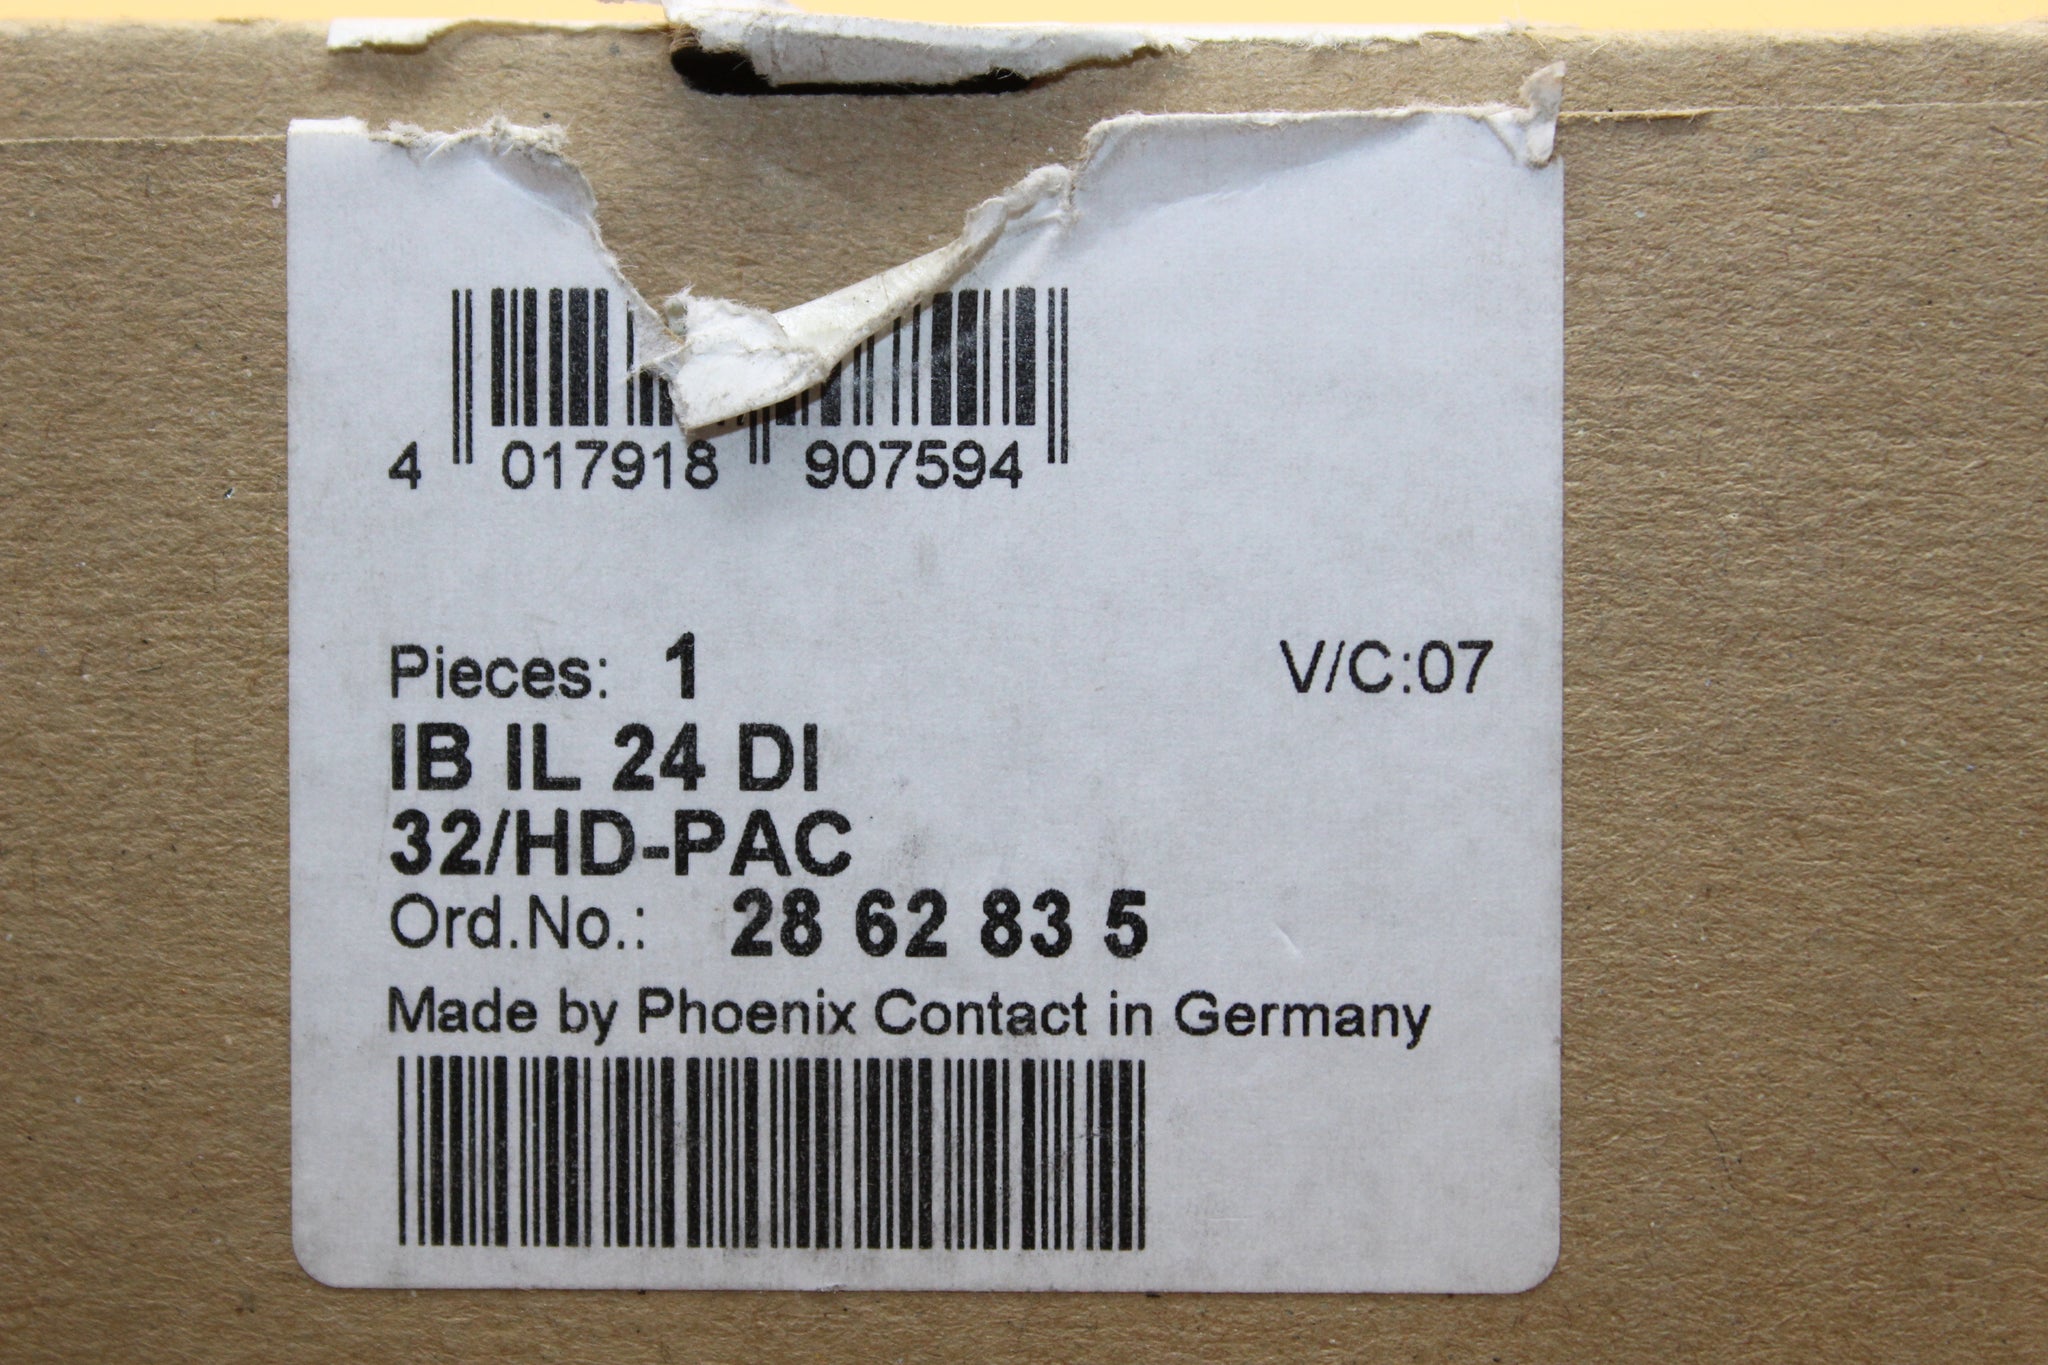 4 017918 907594
Pieces: 1 V/C:07
IB IL 24 DI
32/HD-PAC
Ord.No.: 28 62 83 5
Made by Phoenix Contact in Germany